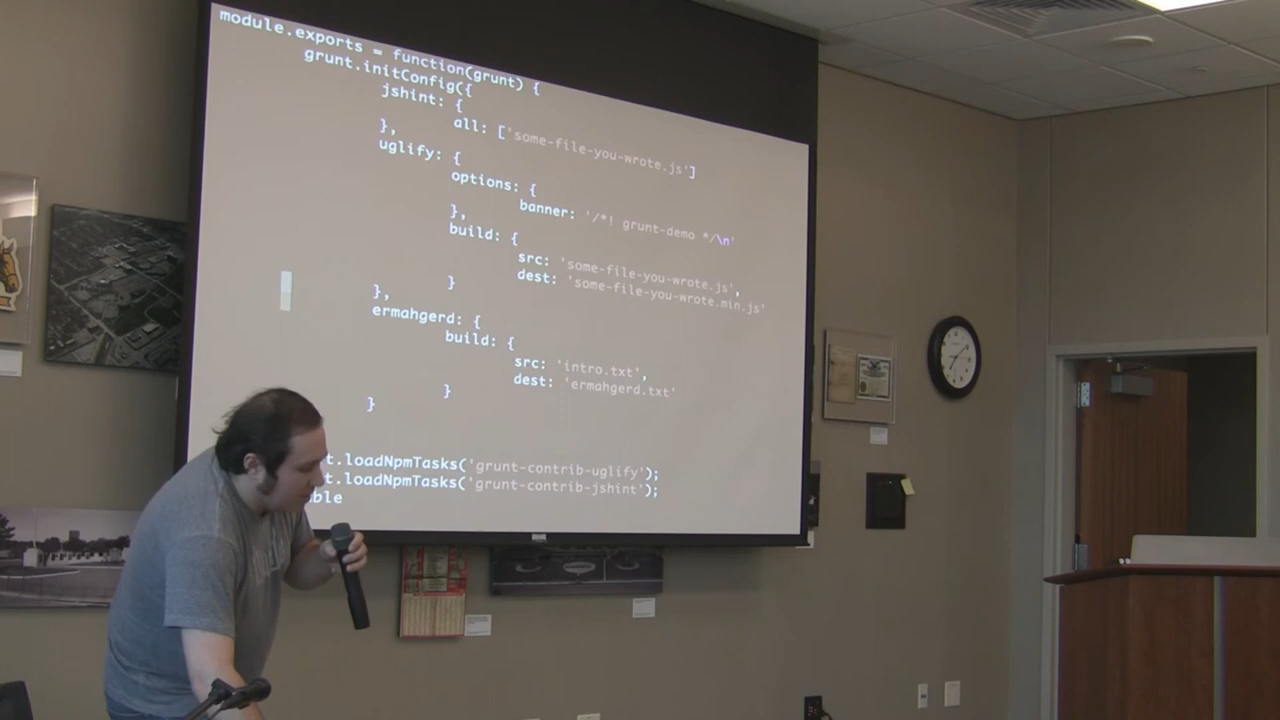 module.exports = function(grunt) {
grunt.initConfig({
jshint: {
all: ['some-file-you-wrote.js']
},
uglify: {
options: {
banner: '/*! grunt-demo */\n'
},
build: {
src: 'some-file-you-wrote.js',
dest: 'some-file-you-wrote.min.js'
}
},
ermahgerd: {
build: {
src: 'intro.txt',
dest: 'ermahgerd.txt'
}
}
t.loadNpmTasks('grunt-contrib-uglify');
t.loadNpmTasks('grunt-contrib-jshint');
ble